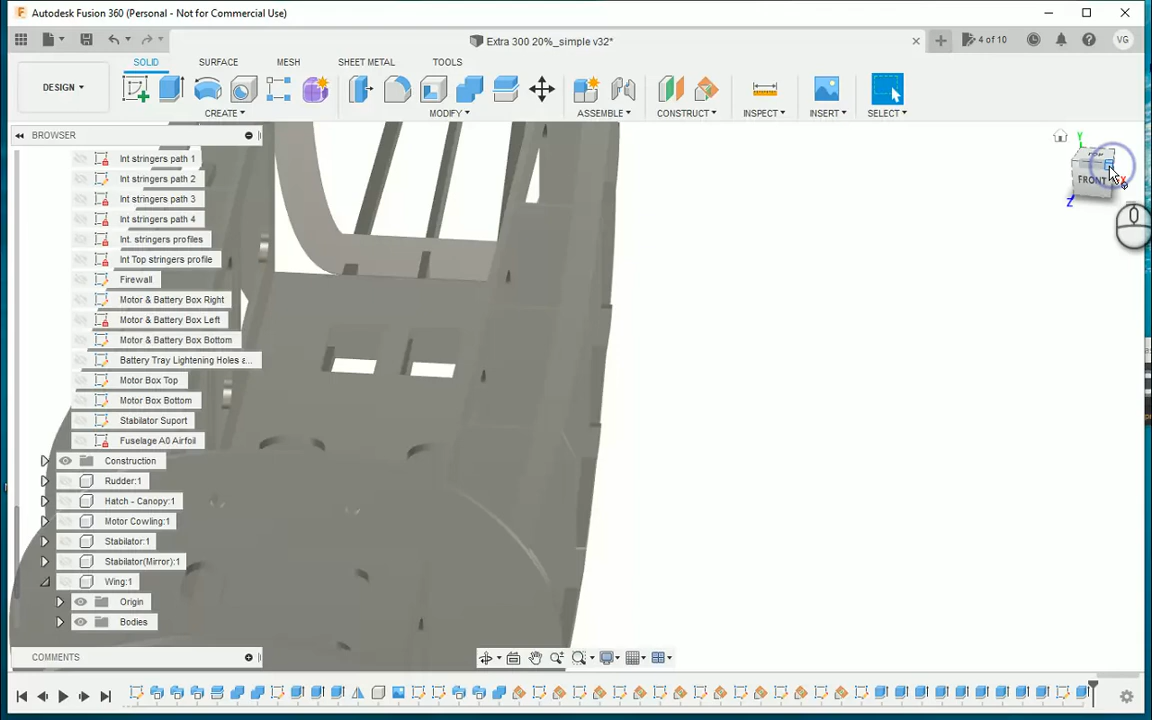 Autodesk Fusion 360 (Personal - Not for Commercial Use)
Extra 300 20%_simple v32*
4 of 10
VG
DESIGN
SOLID
SURFACE
MESH
SHEET METAL
TOOLS
CREATE
MODIFY
ASSEMBLE
CONSTRUCT
INSPECT
INSERT
SELECT
BROWSER
Int stringers path 1
Int stringers path 2
Int stringers path 3
Int stringers path 4
Int. stringers profiles
Int Top stringers profile
Firewall
Motor & Battery Box Right
Motor & Battery Box Left
Motor & Battery Box Bottom
Battery Tray Lightening Holes a...
Motor Box Top
Motor Box Bottom
Stabilator Suport
Fuselage A0 Airfoil
Construction
Rudder:1
Hatch - Canopy:1
Motor Cowling:1
Stabilator:1
Stabilator(Mirror):1
Wing:1
Origin
Bodies
COMMENTS
Y
TOP
FRONT
X
Z